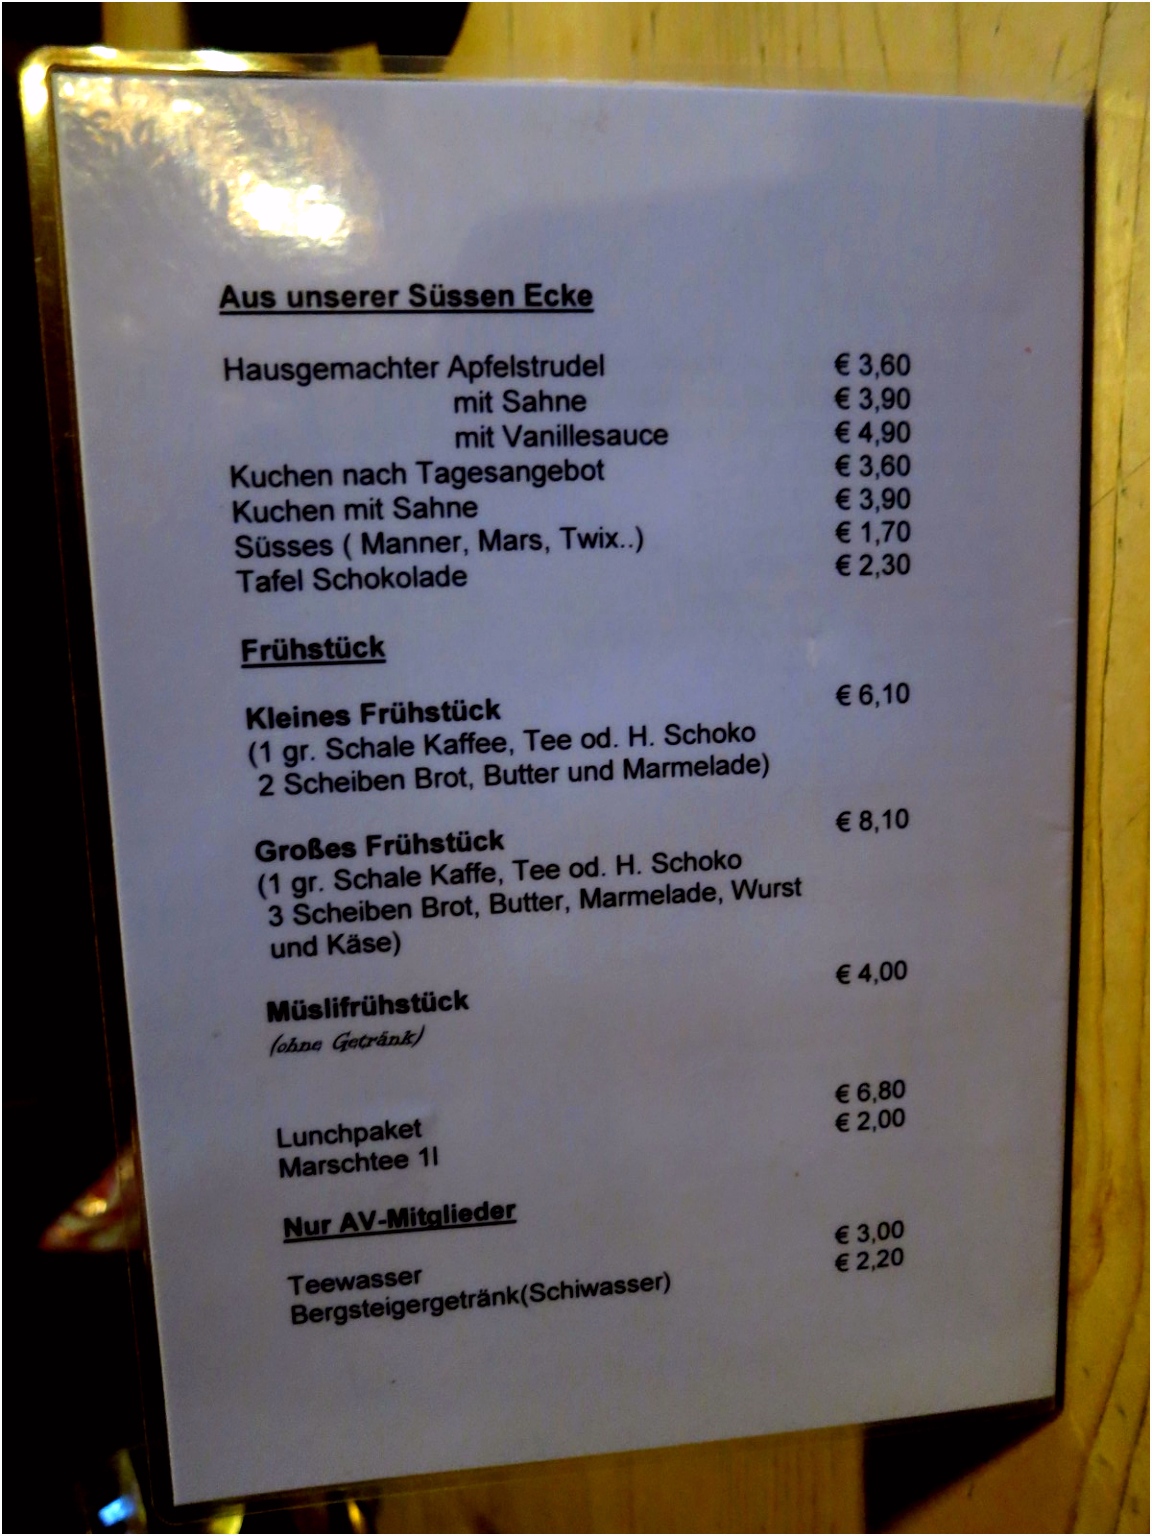 Aus unserer Süssen Ecke
Hausgemachter Apfelstrudel € 3,60
mit Sahne € 3,90
mit Vanillesauce € 4,90
Kuchen nach Tagesangebot € 3,60
Kuchen mit Sahne € 3,90
Süsses ( Manner, Mars, Twix..) € 1,70
Tafel Schokolade € 2,30
Frühstück
Kleines Frühstück € 6,10
(1 gr. Schale Kaffee, Tee od. H. Schoko
2 Scheiben Brot, Butter und Marmelade)
Großes Frühstück € 8,10
(1 gr. Schale Kaffe, Tee od. H. Schoko
3 Scheiben Brot, Butter, Marmelade, Wurst
und Käse)
Müslifrühstück € 4,00
(ohne Getränk)
Lunchpaket € 6,80
Marschtee 1l € 2,00
Nur AV-Mitglieder
Teewasser € 3,00
Bergsteigergetränk(Schiwasser) € 2,20